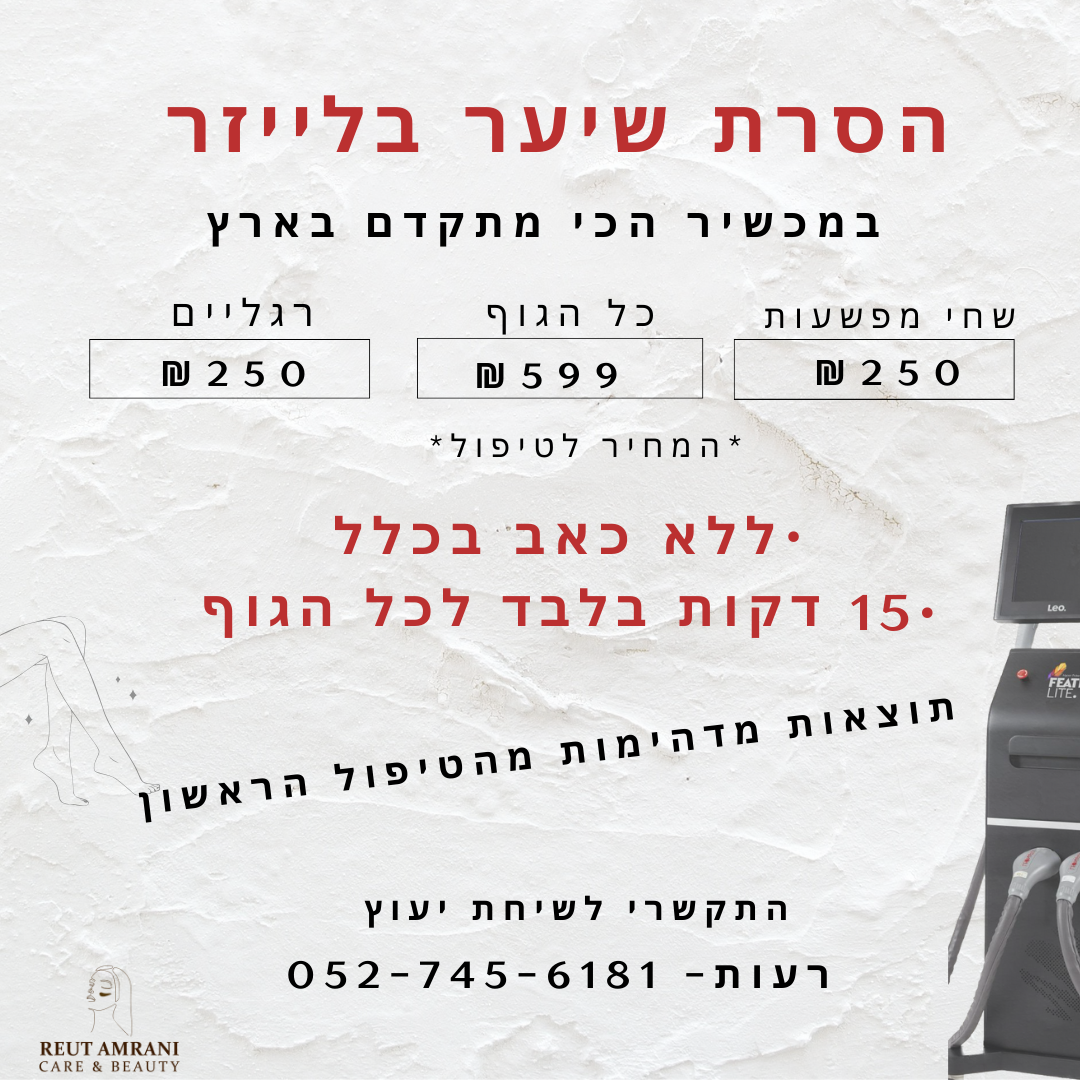 הסרת שיער בלייזר
במכשיר הכי מתקדם בארץ
שחי מפשעות
₪250
כל הגוף
₪599
רגליים
₪250
*המחיר לטיפול*
•ללא כאב בכלל
•15 דקות בלבד לכל הגוף
Leo.
LITE.
תוצאות מדהימות מהטיפול הראשון
התקשרי לשיחת יעוץ
רעות- 052-745-6181
REUT AMRANI
CARE & BEAUTY